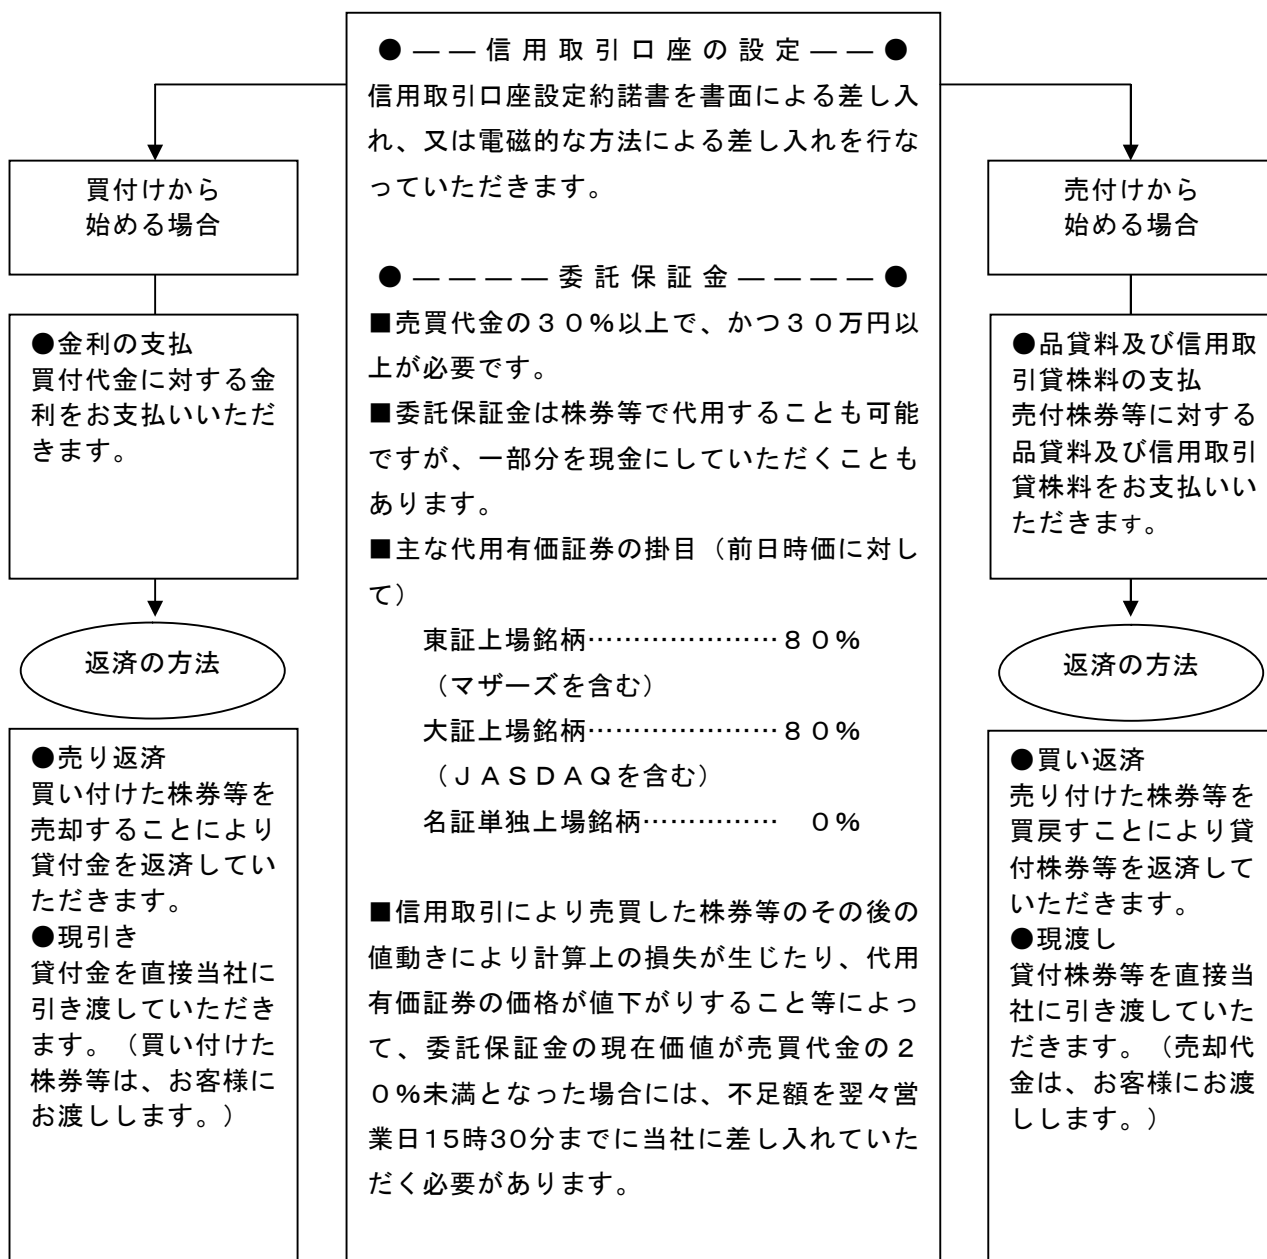 ●――信用取引口座の設定――●
信用取引口座設定約諾書を書面による差し入
れ、又は電磁的な方法による差し入れを行な
っていただきます。
●――――委託保証金――――●
■売買代金の３０％以上で、かつ３０万円以
上が必要です。
■委託保証金は株券等で代用することも可能
ですが、一部分を現金にしていただくことも
あります。
■主な代用有価証券の掛目（前日時価に対し
て）
東証上場銘柄…………………８０％
（マザーズを含む）
大証上場銘柄…………………８０％
（ＪＡＳＤＡＱを含む）
名証単独上場銘柄…………… ０％
■信用取引により売買した株券等のその後の
値動きにより計算上の損失が生じたり、代用
有価証券の価格が値下がりすること等によっ
て、委託保証金の現在価値が売買代金の２
０％未満となった場合には、不足額を翌々営
業日15時30分までに当社に差し入れていた
だく必要があります。
買付けから
始める場合
●金利の支払
買付代金に対する金
利をお支払いいただ
きます。
返済の方法
●売り返済
買い付けた株券等を
売却することにより
貸付金を返済してい
ただきます。
●現引き
貸付金を直接当社に
引き渡していただき
ます。（買い付けた
株券等は、お客様に
お渡しします。）
売付けから
始める場合
●品貸料及び信用取
引貸株料の支払
売付株券等に対する
品貸料及び信用取引
貸株料をお支払いい
ただきます。
返済の方法
●買い返済
売り付けた株券等を
買戻すことにより貸
付株券等を返済して
いただきます。
●現渡し
貸付株券等を直接当
社に引き渡していた
だきます。（売却代
金は、お客様にお渡
しします。）